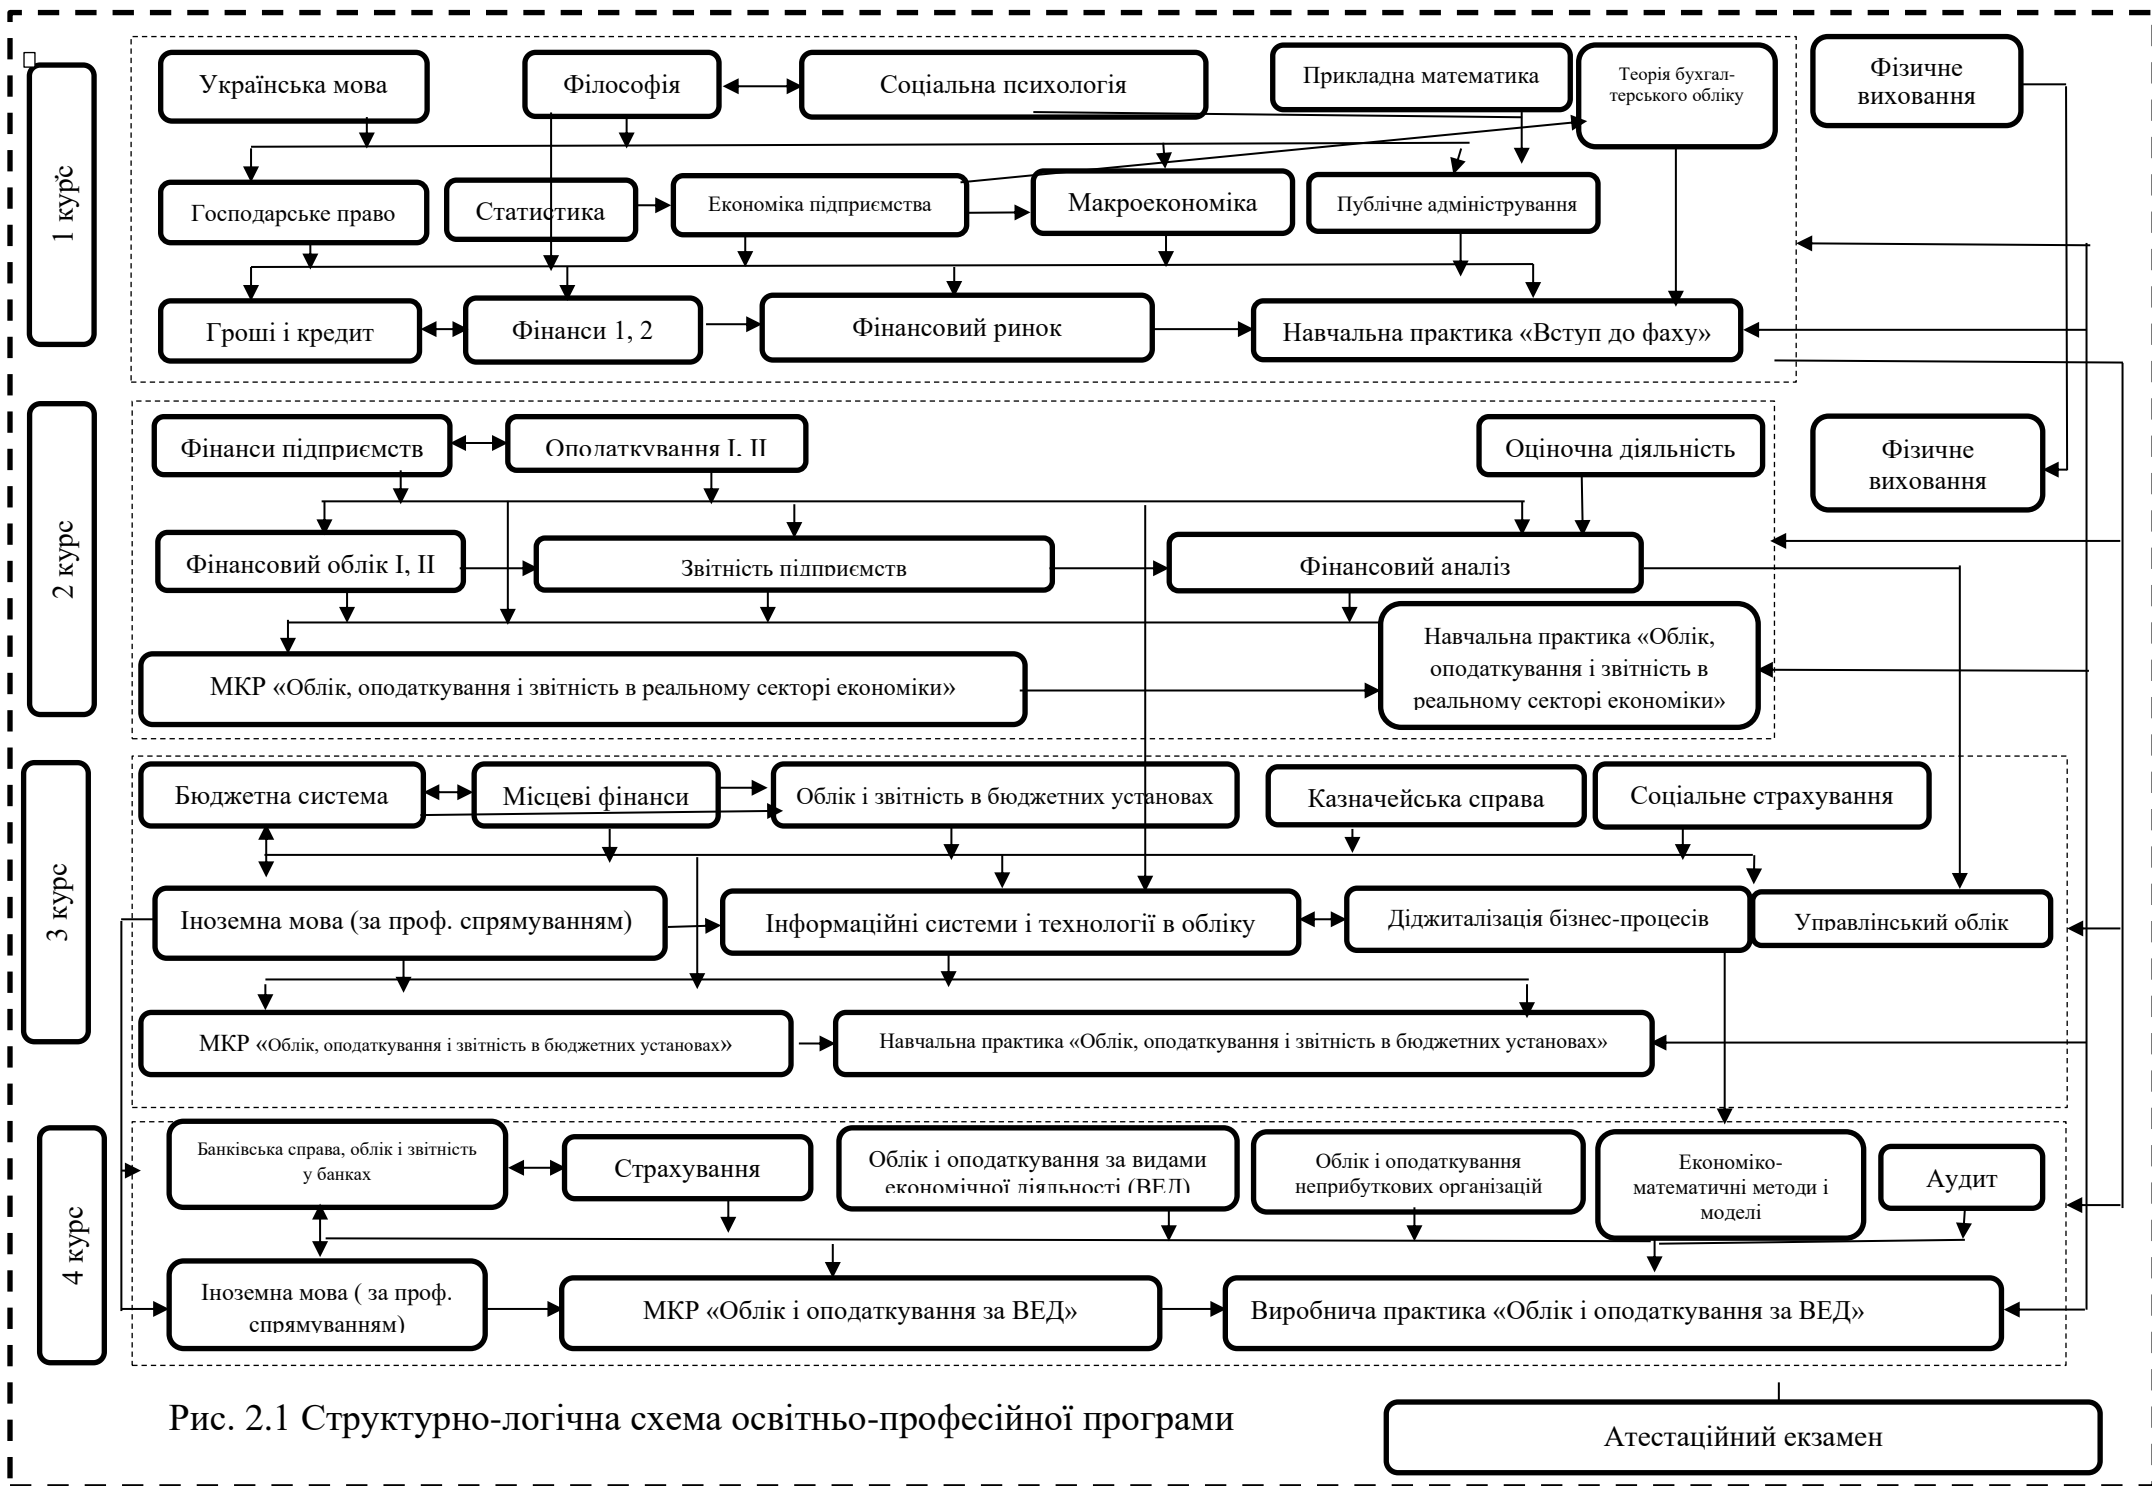 1 курс
Українська мова
Філософія
Соціальна психологія
Прикладна математика
Теорія бухгал-
терського обліку
Фізичне
виховання
Господарське право
Статистика
Економіка підприємства
Макроекономіка
Публічне адміністрування
Гроші і кредит
Фінанси 1, 2
Фінансовий ринок
Навчальна практика «Вступ до фаху»
2 курс
Фінанси підприємств
Оподаткування І, ІІ
Оціночна діяльність
Фізичне
виховання
Фінансовий облік І, ІІ
Звітність підприємств
Фінансовий аналіз
Навчальна практика «Облік,
оподаткування і звітність в
реальному секторі економіки»
МКР «Облік, оподаткування і звітність в реальному секторі економіки»
3 курс
Бюджетна система
Місцеві фінанси
Облік і звітність в бюджетних установах
Казначейська справа
Соціальне страхування
Іноземна мова (за проф. спрямуванням)
Інформаційні системи і технології в обліку
Діджиталізація бізнес-процесів
Управлінський облік
МКР «Облік, оподаткування і звітність в бюджетних установах»
Навчальна практика «Облік, оподаткування і звітність в бюджетних установах»
4 курс
Банківська справа, облік і звітність
у банках
Страхування
Облік і оподаткування за видами
економічної діяльності (ВЕД)
Облік і оподаткування
неприбуткових організацій
Економіко-
математичні методи і
моделі
Аудит
Іноземна мова ( за проф.
спрямуванням)
МКР «Облік і оподаткування за ВЕД»
Виробнича практика «Облік і оподаткування за ВЕД»
Рис. 2.1 Структурно-логічна схема освітньо-професійної програми
Атестаційний екзамен